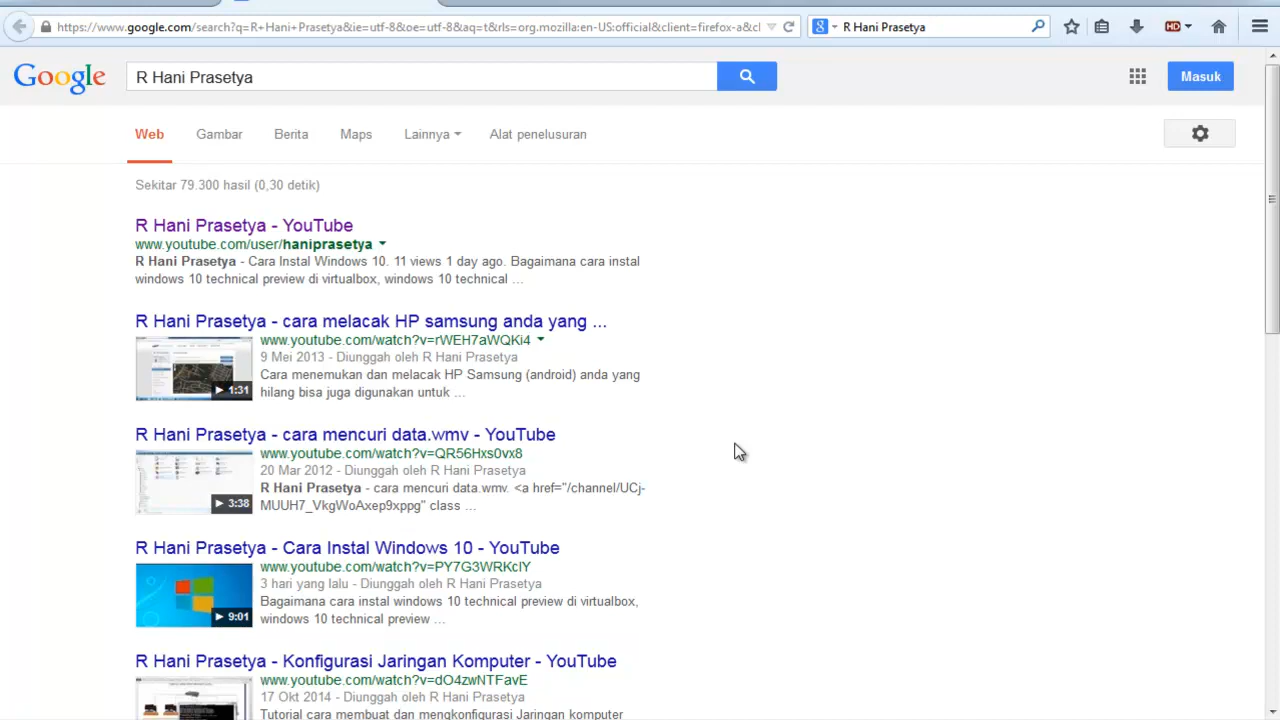 https://www.google.com/search?q=R+Hani+Prasetya&ie=utf-8&oe=utf-8&aq=t&rls=org.mozilla:en-US:official&client=firefox-a&cl
R Hani Prasetya
HD
Google
R Hani Prasetya
Masuk
Web Gambar Berita Maps Lainnya Alat penelusuran
Sekitar 79.300 hasil (0,30 detik)
R Hani Prasetya - YouTube
www.youtube.com/user/haniprasetya
R Hani Prasetya - Cara Instal Windows 10. 11 views 1 day ago. Bagaimana cara instal
windows 10 technical preview di virtualbox, windows 10 technical ...
R Hani Prasetya - cara melacak HP samsung anda yang ...
www.youtube.com/watch?v=rWEH7aWQKi4
9 Mei 2013 - Diunggah oleh R Hani Prasetya
Cara menemukan dan melacak HP Samsung (android) anda yang
hilang bisa juga digunakan untuk ...
1:31
R Hani Prasetya - cara mencuri data.wmv - YouTube
www.youtube.com/watch?v=QR56Hxs0vx8
20 Mar 2012 - Diunggah oleh R Hani Prasetya
R Hani Prasetya - cara mencuri data.wmv. <a href="/channel/UCj-
MUUH7_VkgWoAxep9xppg" class ...
3:38
R Hani Prasetya - Cara Instal Windows 10 - YouTube
www.youtube.com/watch?v=PY7G3WRKclY
3 hari yang lalu - Diunggah oleh R Hani Prasetya
Bagaimana cara instal windows 10 technical preview di virtualbox,
windows 10 technical preview ...
9:01
R Hani Prasetya - Konfigurasi Jaringan Komputer - YouTube
www.youtube.com/watch?v=dO4zwNTFavE
17 Okt 2014 - Diunggah oleh R Hani Prasetya
Tutorial cara membuat dan mengkonfigurasi Jaringan komputer